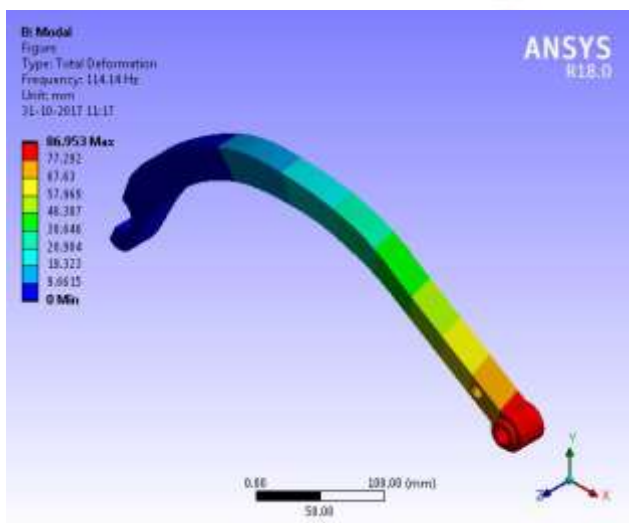 B: Modal
Figure
Type: Total Deformation
Frequency: 114.14 Hz
Unit: mm
31-10-2017 11:17
ANSYS
R18.0
86.953 Max
77.292
67.63
57.969
48.307
38.646
28.984
19.323
9.6615
0 Min
0.00
100.00 (mm)
50.00
Y
Z
X